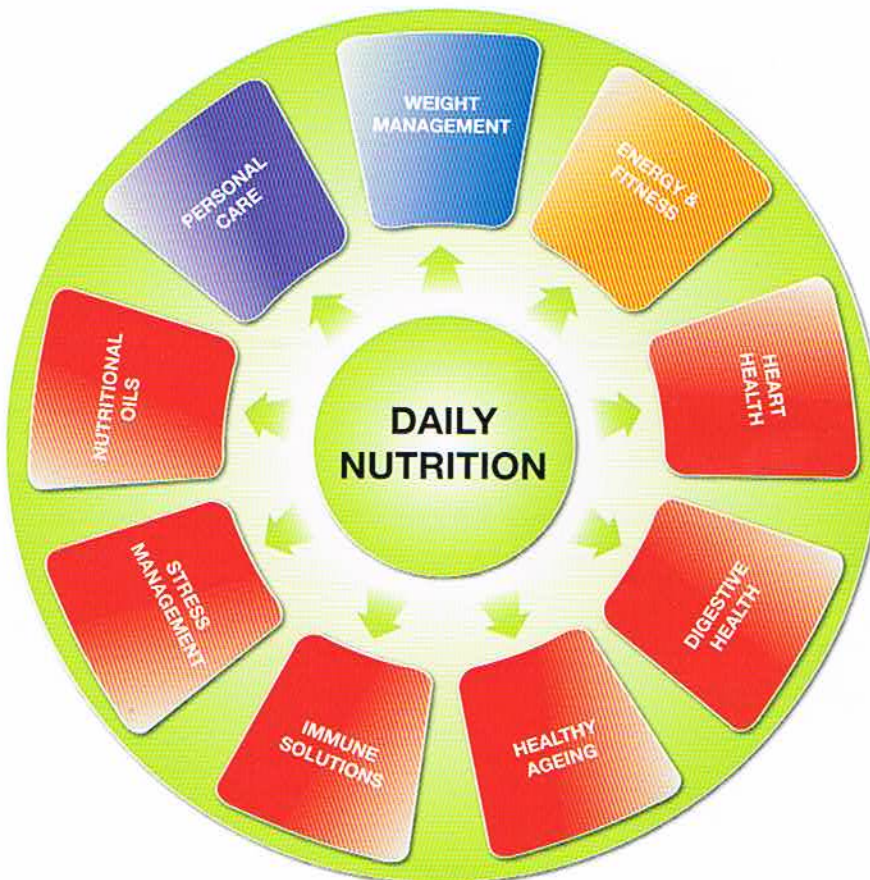 DAILY
NUTRITION
WEIGHT
MANAGEMENT
ENERGY &
FITNESS
HEART
HEALTH
DIGESTIVE
HEALTH
HEALTHY
AGEING
IMMUNE
SOLUTIONS
STRESS
MANAGEMENT
NUTRITIONAL
OILS
PERSONAL
CARE